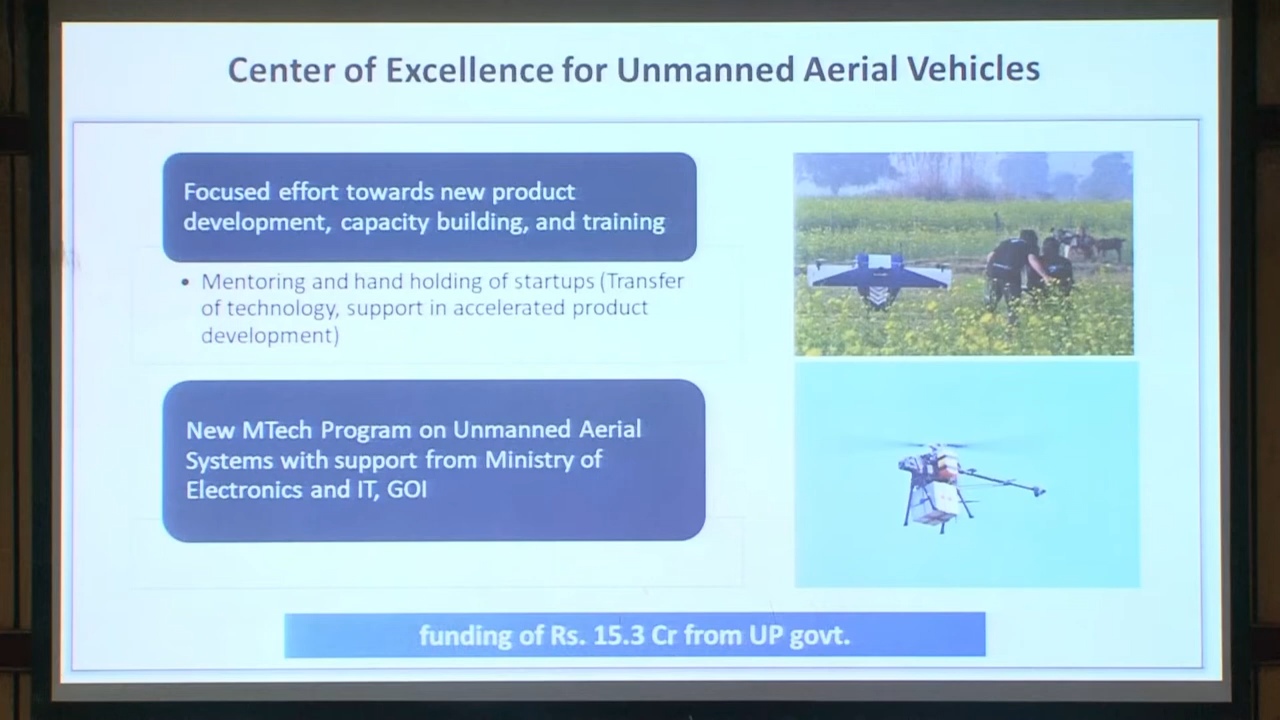 Center of Excellence for Unmanned Aerial Vehicles
Focused effort towards new product
development, capacity building, and training
• Mentoring and hand holding of startups (Transfer
of technology, support in accelerated product
development)
New MTech Program on Unmanned Aerial
Systems with support from Ministry of
Electronics and IT, GOI
funding of Rs. 15.3 Cr from UP govt.